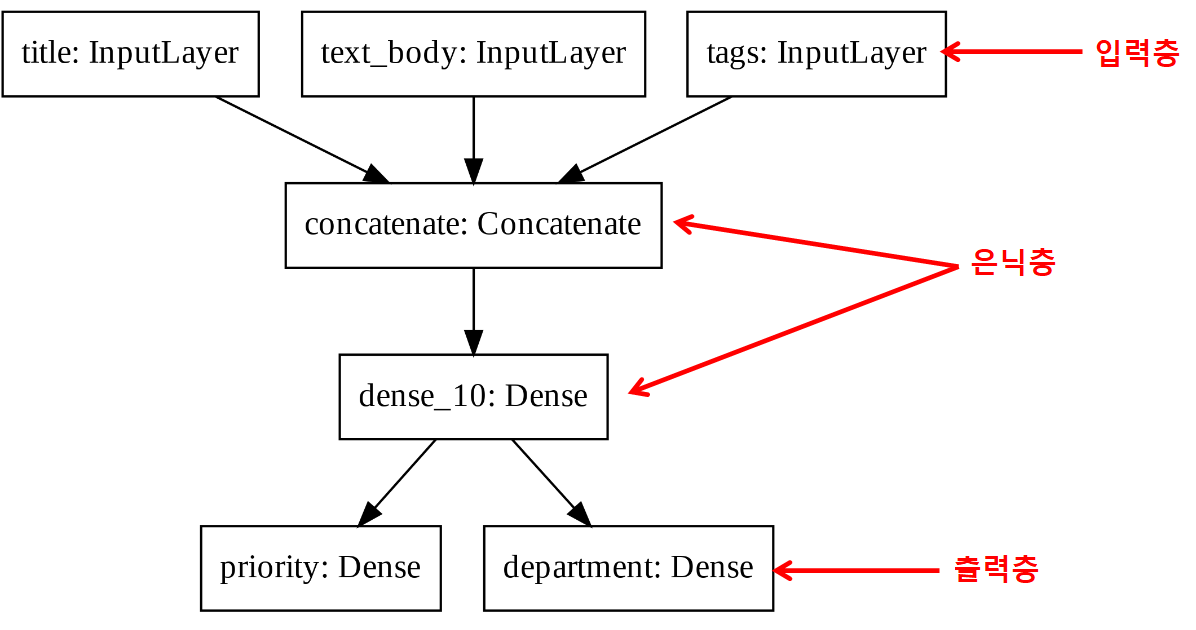 title: InputLayer
text_body: InputLayer
tags: InputLayer
입력층
concatenate: Concatenate
은닉층
dense_10: Dense
priority: Dense
department: Dense
츨력층